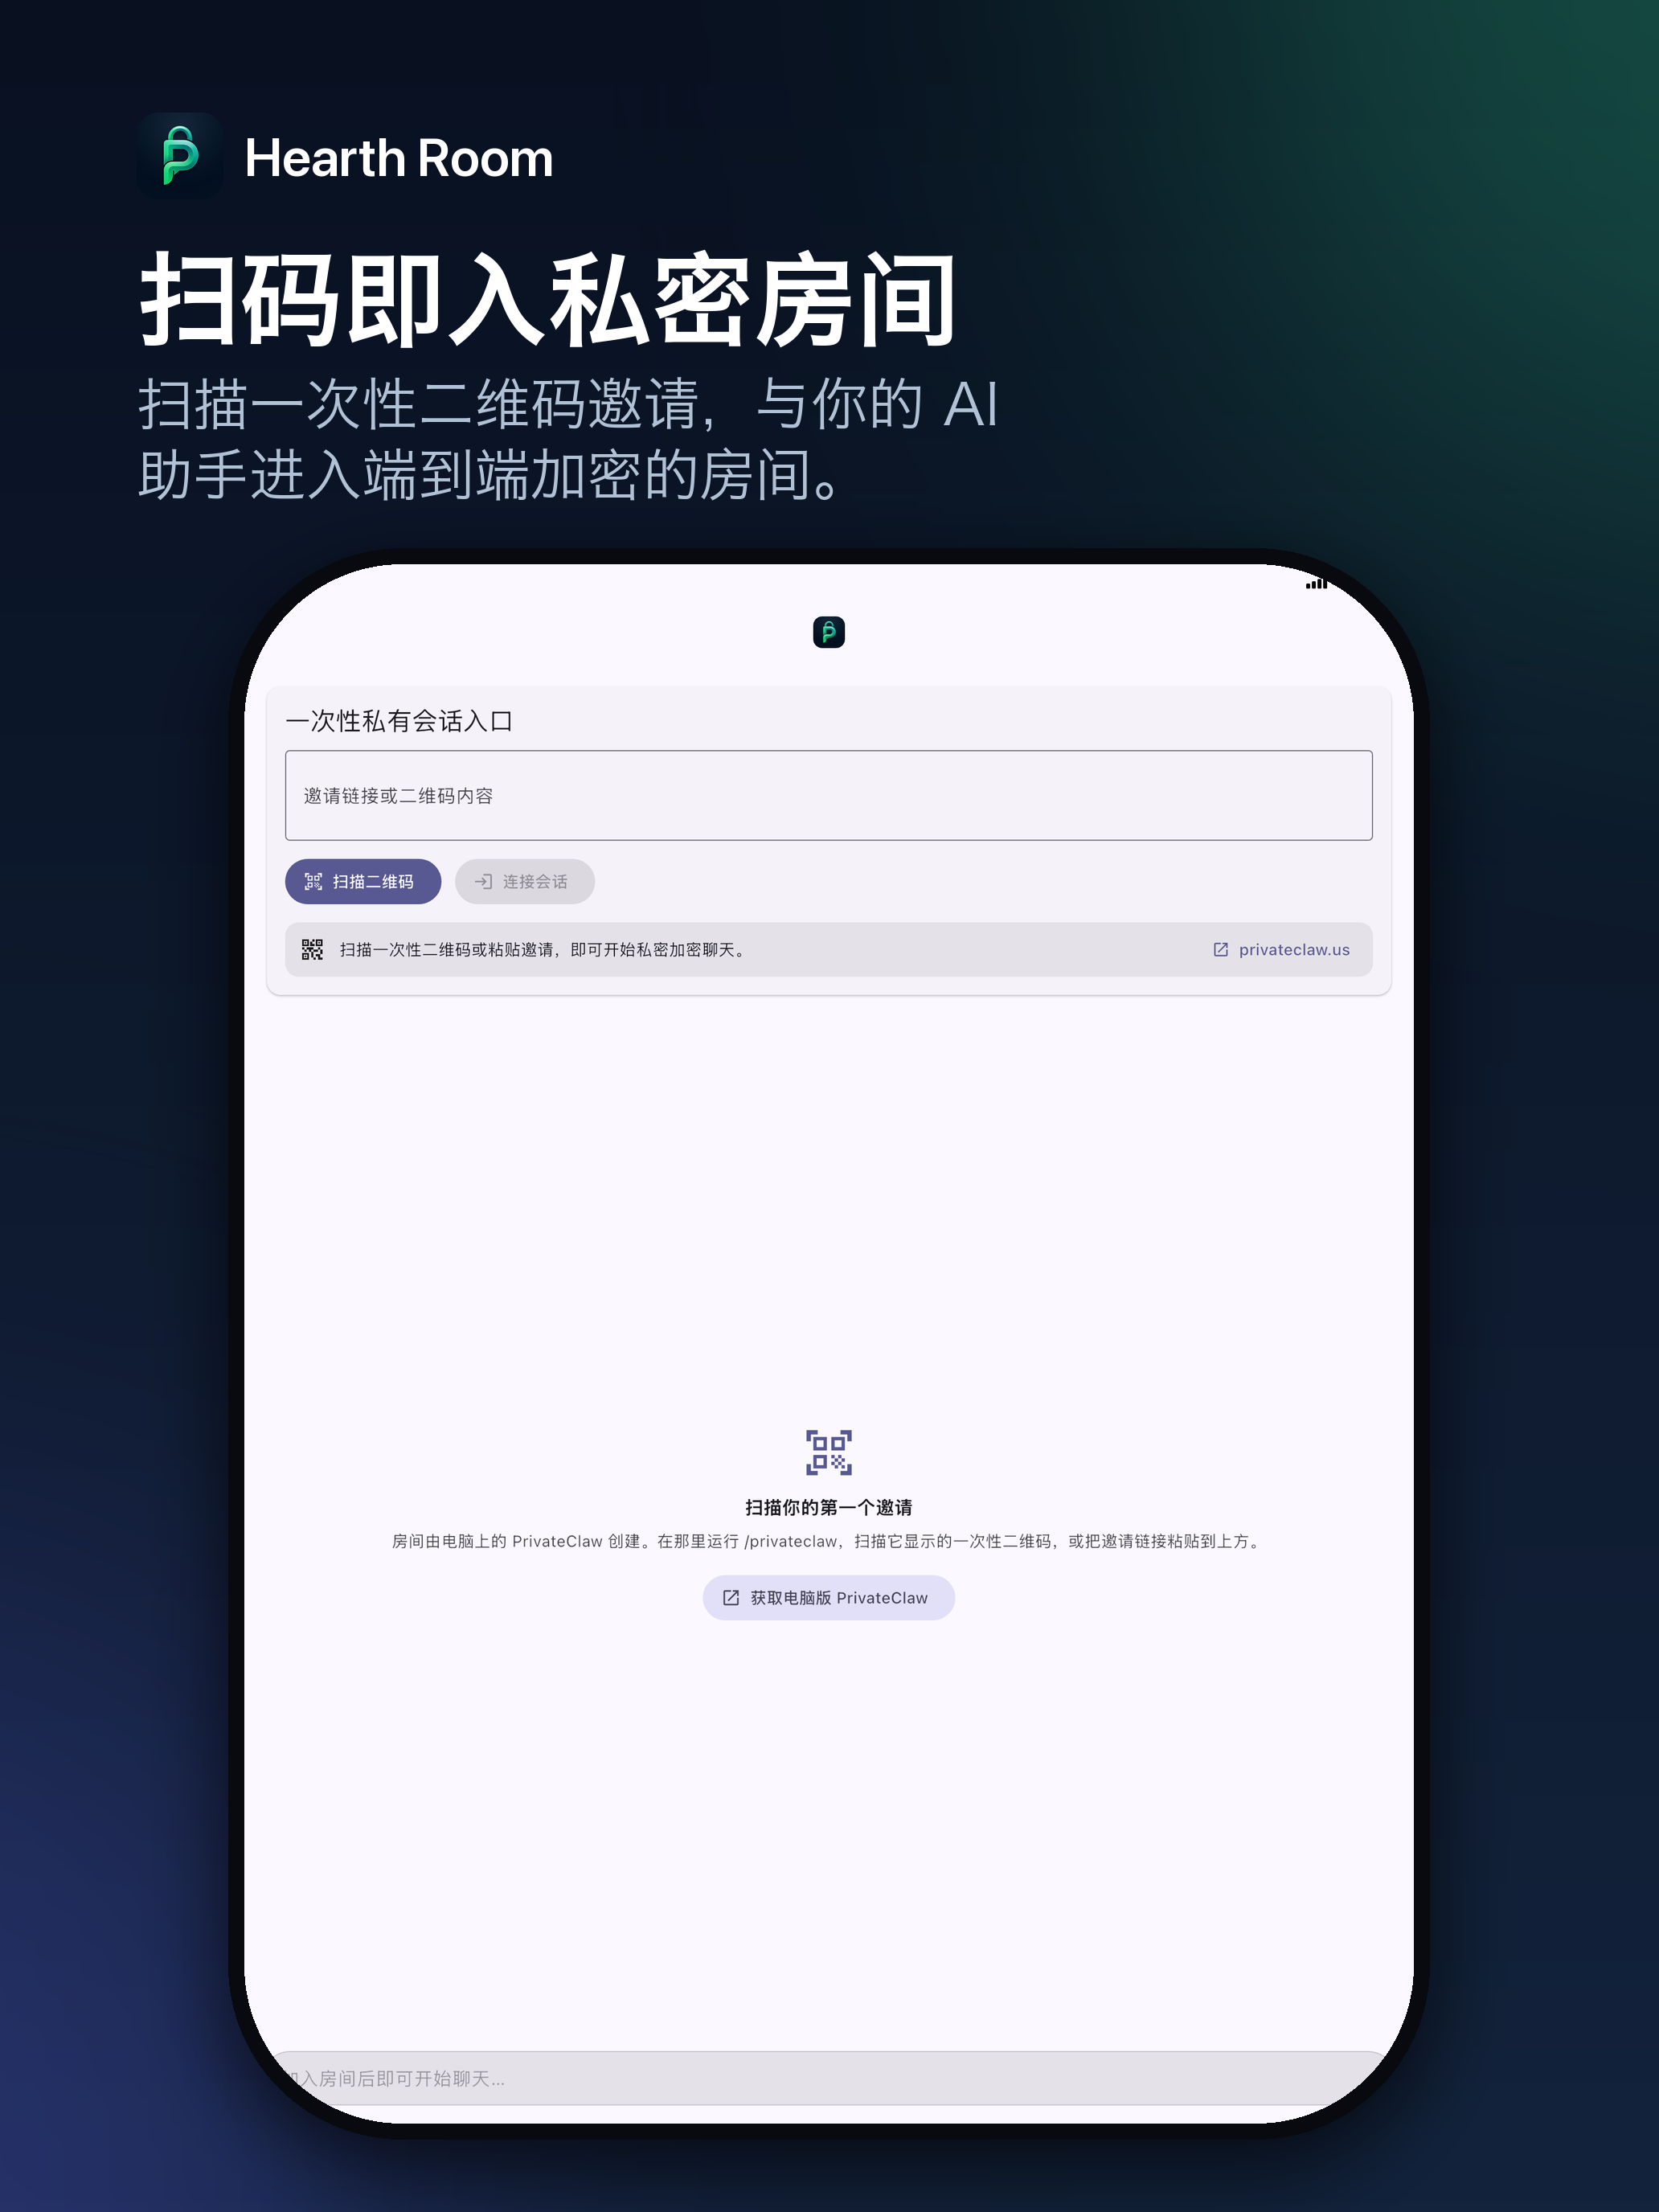 Hearth Room
扫码即入私密房间
扫描一次性二维码邀请，与你的 AI
助手进入端到端加密的房间。
一次性私有会话入口
邀请链接或二维码内容
扫描二维码
连接会话
扫描一次性二维码或粘贴邀请，即可开始私密加密聊天。
privateclaw.us
扫描你的第一个邀请
房间由电脑上的 PrivateClaw 创建。在那里运行 /privateclaw，扫描它显示的一次性二维码，或把邀请链接粘贴到上方。
获取电脑版 PrivateClaw
入房间后即可开始聊天...